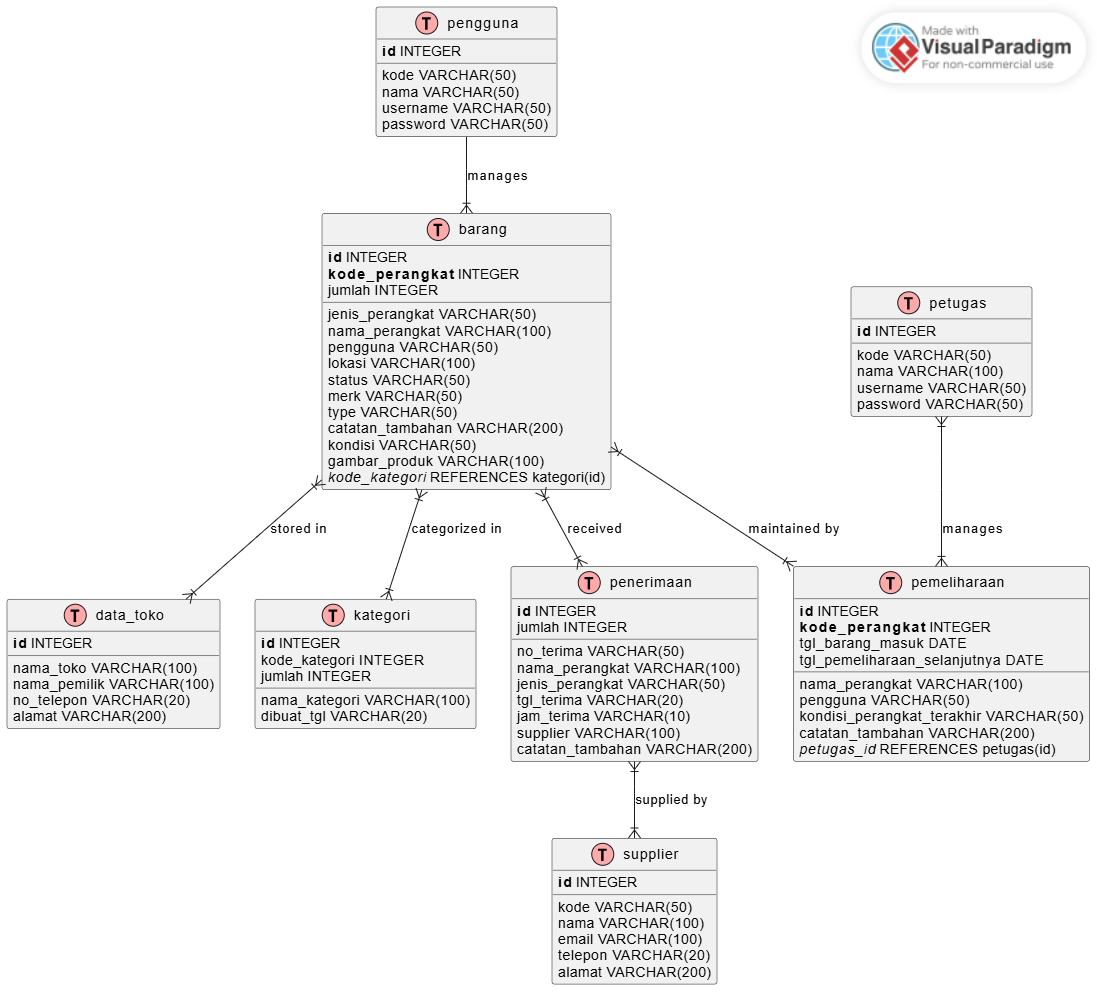 T pengguna
id INTEGER
kode VARCHAR(50)
nama VARCHAR(50)
username VARCHAR(50)
password VARCHAR(50)
Made with
VisualParadigm
For non-commercial use
manages
T barang
id INTEGER
kode_perangkat INTEGER
jumlah INTEGER
jenis_perangkat VARCHAR(50)
nama_perangkat VARCHAR(100)
pengguna VARCHAR(50)
lokasi VARCHAR(100)
status VARCHAR(50)
merk VARCHAR(50)
type VARCHAR(50)
catatan_tambahan VARCHAR(200)
kondisi VARCHAR(50)
gambar_produk VARCHAR(100)
kode_kategori REFERENCES kategori(id)
T petugas
id INTEGER
kode VARCHAR(50)
nama VARCHAR(100)
username VARCHAR(50)
password VARCHAR(50)
stored in
categorized in
received
maintained by
manages
T data_toko
id INTEGER
nama_toko VARCHAR(100)
nama_pemilik VARCHAR(100)
no_telepon VARCHAR(20)
alamat VARCHAR(200)
T kategori
id INTEGER
kode_kategori INTEGER
jumlah INTEGER
nama_kategori VARCHAR(100)
dibuat_tgl VARCHAR(20)
T penerimaan
id INTEGER
jumlah INTEGER
no_terima VARCHAR(50)
nama_perangkat VARCHAR(100)
jenis_perangkat VARCHAR(50)
tgl_terima VARCHAR(20)
jam_terima VARCHAR(10)
supplier VARCHAR(100)
catatan_tambahan VARCHAR(200)
T pemeliharaan
id INTEGER
kode_perangkat INTEGER
tgl_barang_masuk DATE
tgl_pemeliharaan_selanjutnya DATE
nama_perangkat VARCHAR(100)
pengguna VARCHAR(50)
kondisi_perangkat_terakhir VARCHAR(50)
catatan_tambahan VARCHAR(200)
petugas_id REFERENCES petugas(id)
supplied by
T supplier
id INTEGER
kode VARCHAR(50)
nama VARCHAR(100)
email VARCHAR(100)
telepon VARCHAR(20)
alamat VARCHAR(200)